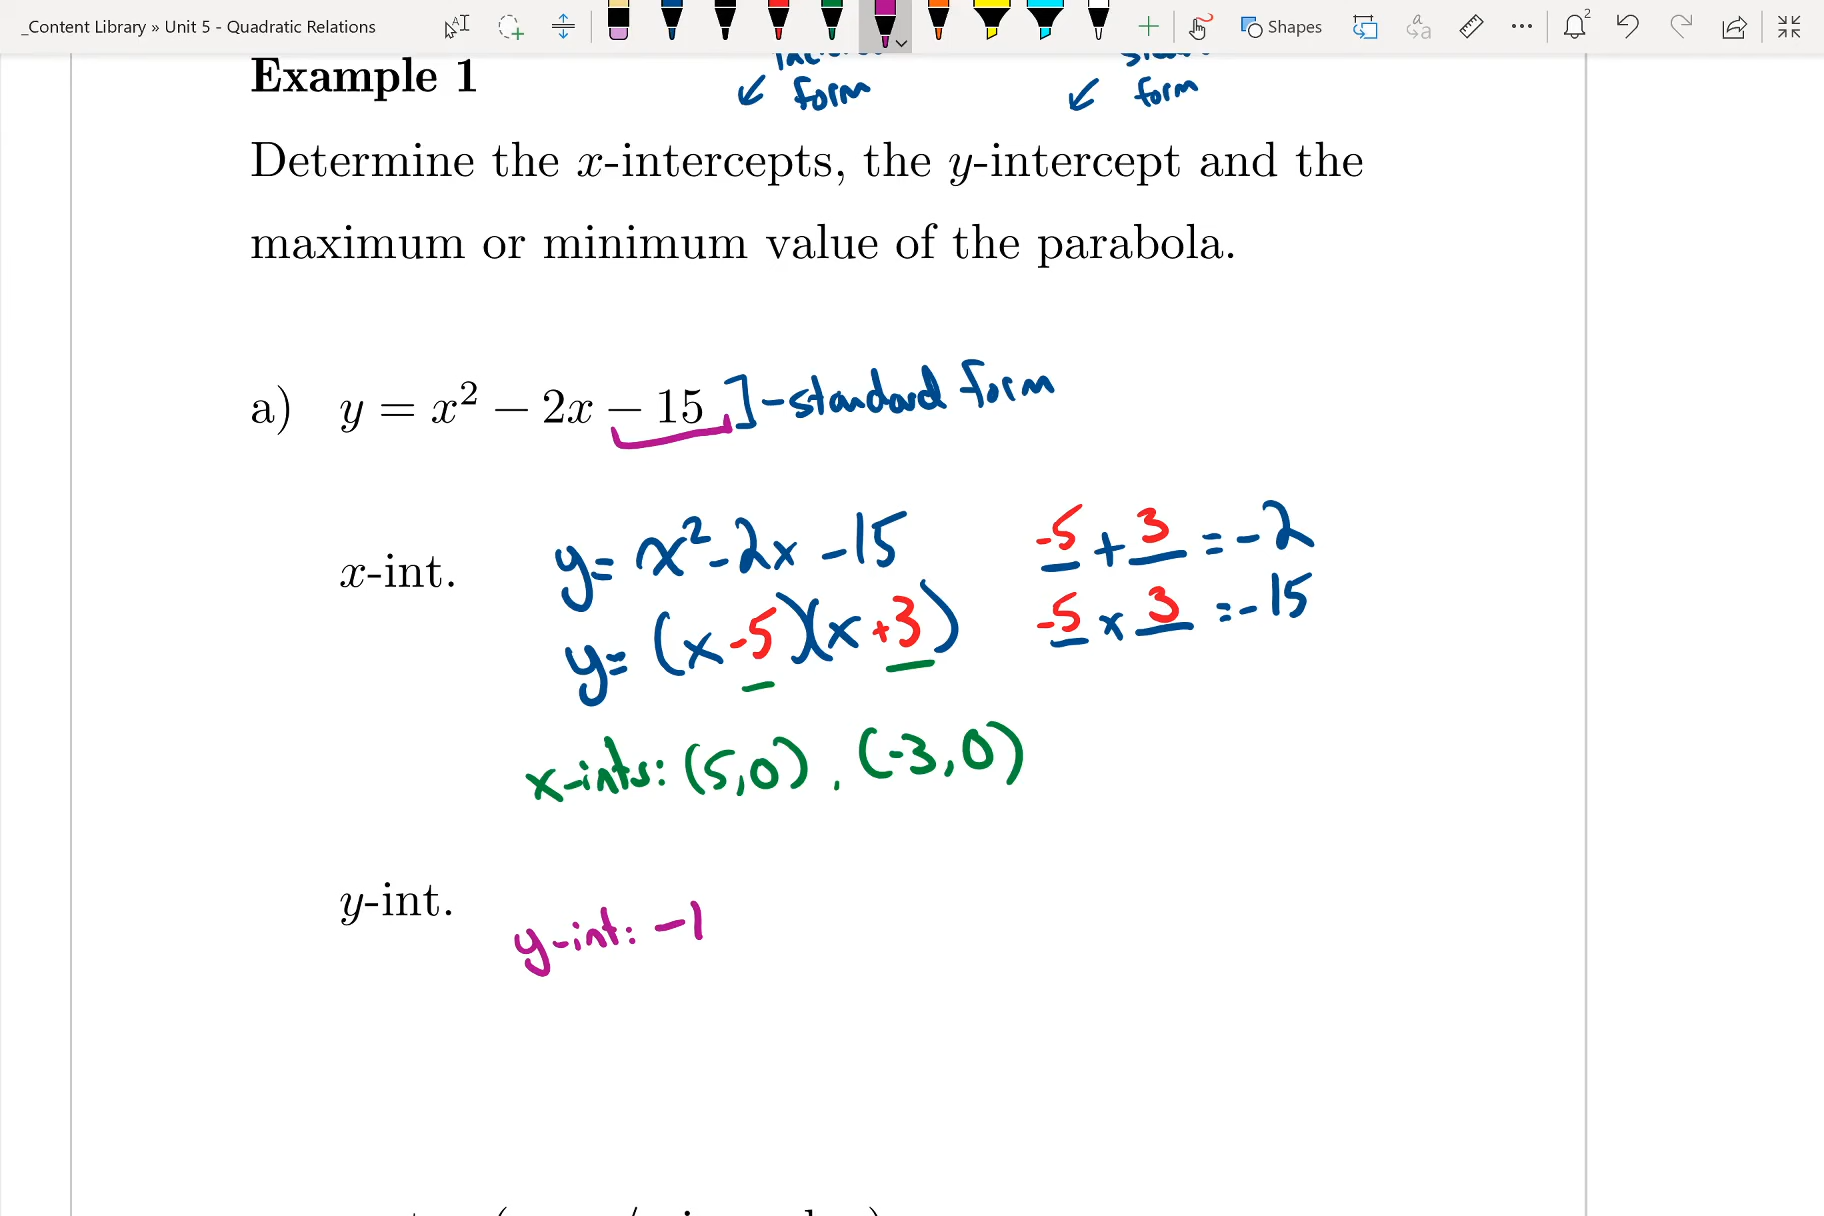 _Content Library » Unit 5 - Quadratic Relations
Shapes
2
Example 1
form
form
Determine the x-intercepts, the y-intercept and the
maximum or minimum value of the parabola.
a) y = x² − 2x − 15 ] - standard form
x-int.
y = x² - 2x - 15
-5 + 3 = -2
y = (x - 5)(x + 3)
-5 x 3 = -15
x-ints: (5,0), (-3,0)
y-int.
y-int: -1